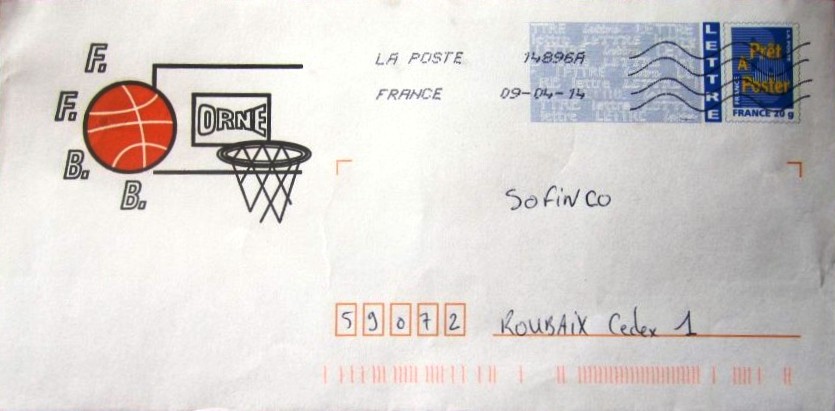 F.
F.
B.
B.
ORNE
LA POSTE 14896A
FRANCE 09-04-14
LETTRE
Prêt
À
Poster
FRANCE 20 g
SOFINCO
59072 ROUBAIX Cedex 1